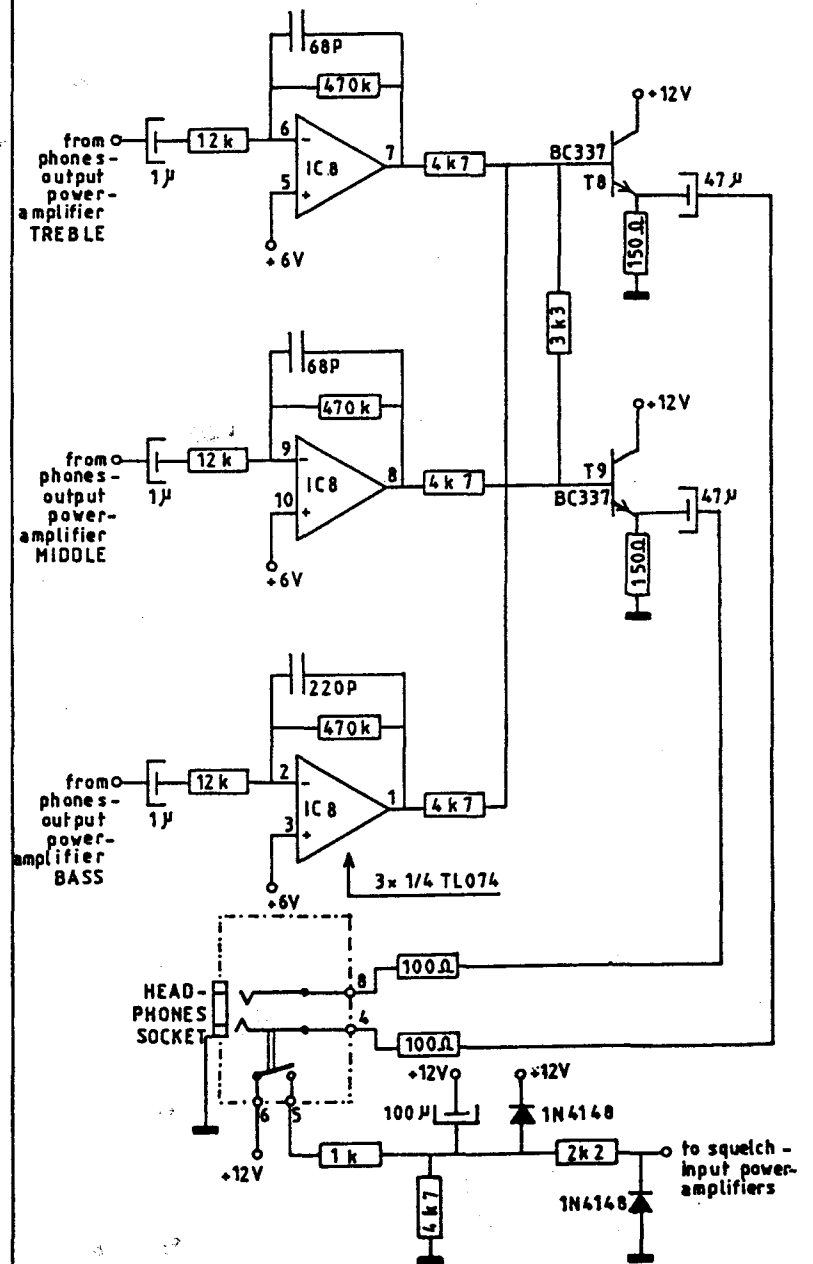 68P
470k
+12V
from
phones-
output
power-
amplifier
TREBLE
1µ
12k
6
-
IC8
5
+
7
+6V
4k7
BC337
T8
47µ
150Ω
3k3
68P
470k
+12V
from
phones-
output
power-
amplifier
MIDDLE
1µ
12k
9
-
IC8
10
+
8
+6V
4k7
T9
BC337
47µ
150Ω
220P
470k
from
phones-
output
power-
amplifier
BASS
1µ
12k
2
-
IC8
3
+
1
+6V
4k7
3x 1/4 TL074
HEAD-
PHONES
SOCKET
8
100Ω
4
100Ω
6
5
+12V
1k
+12V
100µ
+12V
1N4148
4k7
2k2
to squelch-
input power-
amplifiers
1N4148